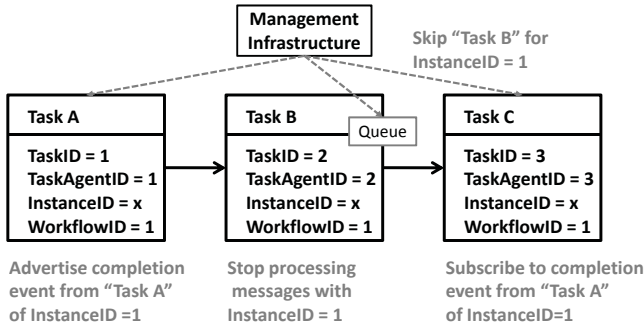 Management
Infrastructure
Skip “Task B” for
InstanceID = 1
Task A
TaskID = 1
TaskAgentID = 1
InstanceID = x
WorkflowID = 1
Task B
Queue
TaskID = 2
TaskAgentID = 2
InstanceID = x
WorkflowID = 1
Task C
TaskID = 3
TaskAgentID = 3
InstanceID = x
WorkflowID = 1
Advertise completion
event from “Task A”
of InstanceID =1
Stop processing
messages with
InstanceID = 1
Subscribe to completion
event from “Task A”
of InstanceID=1